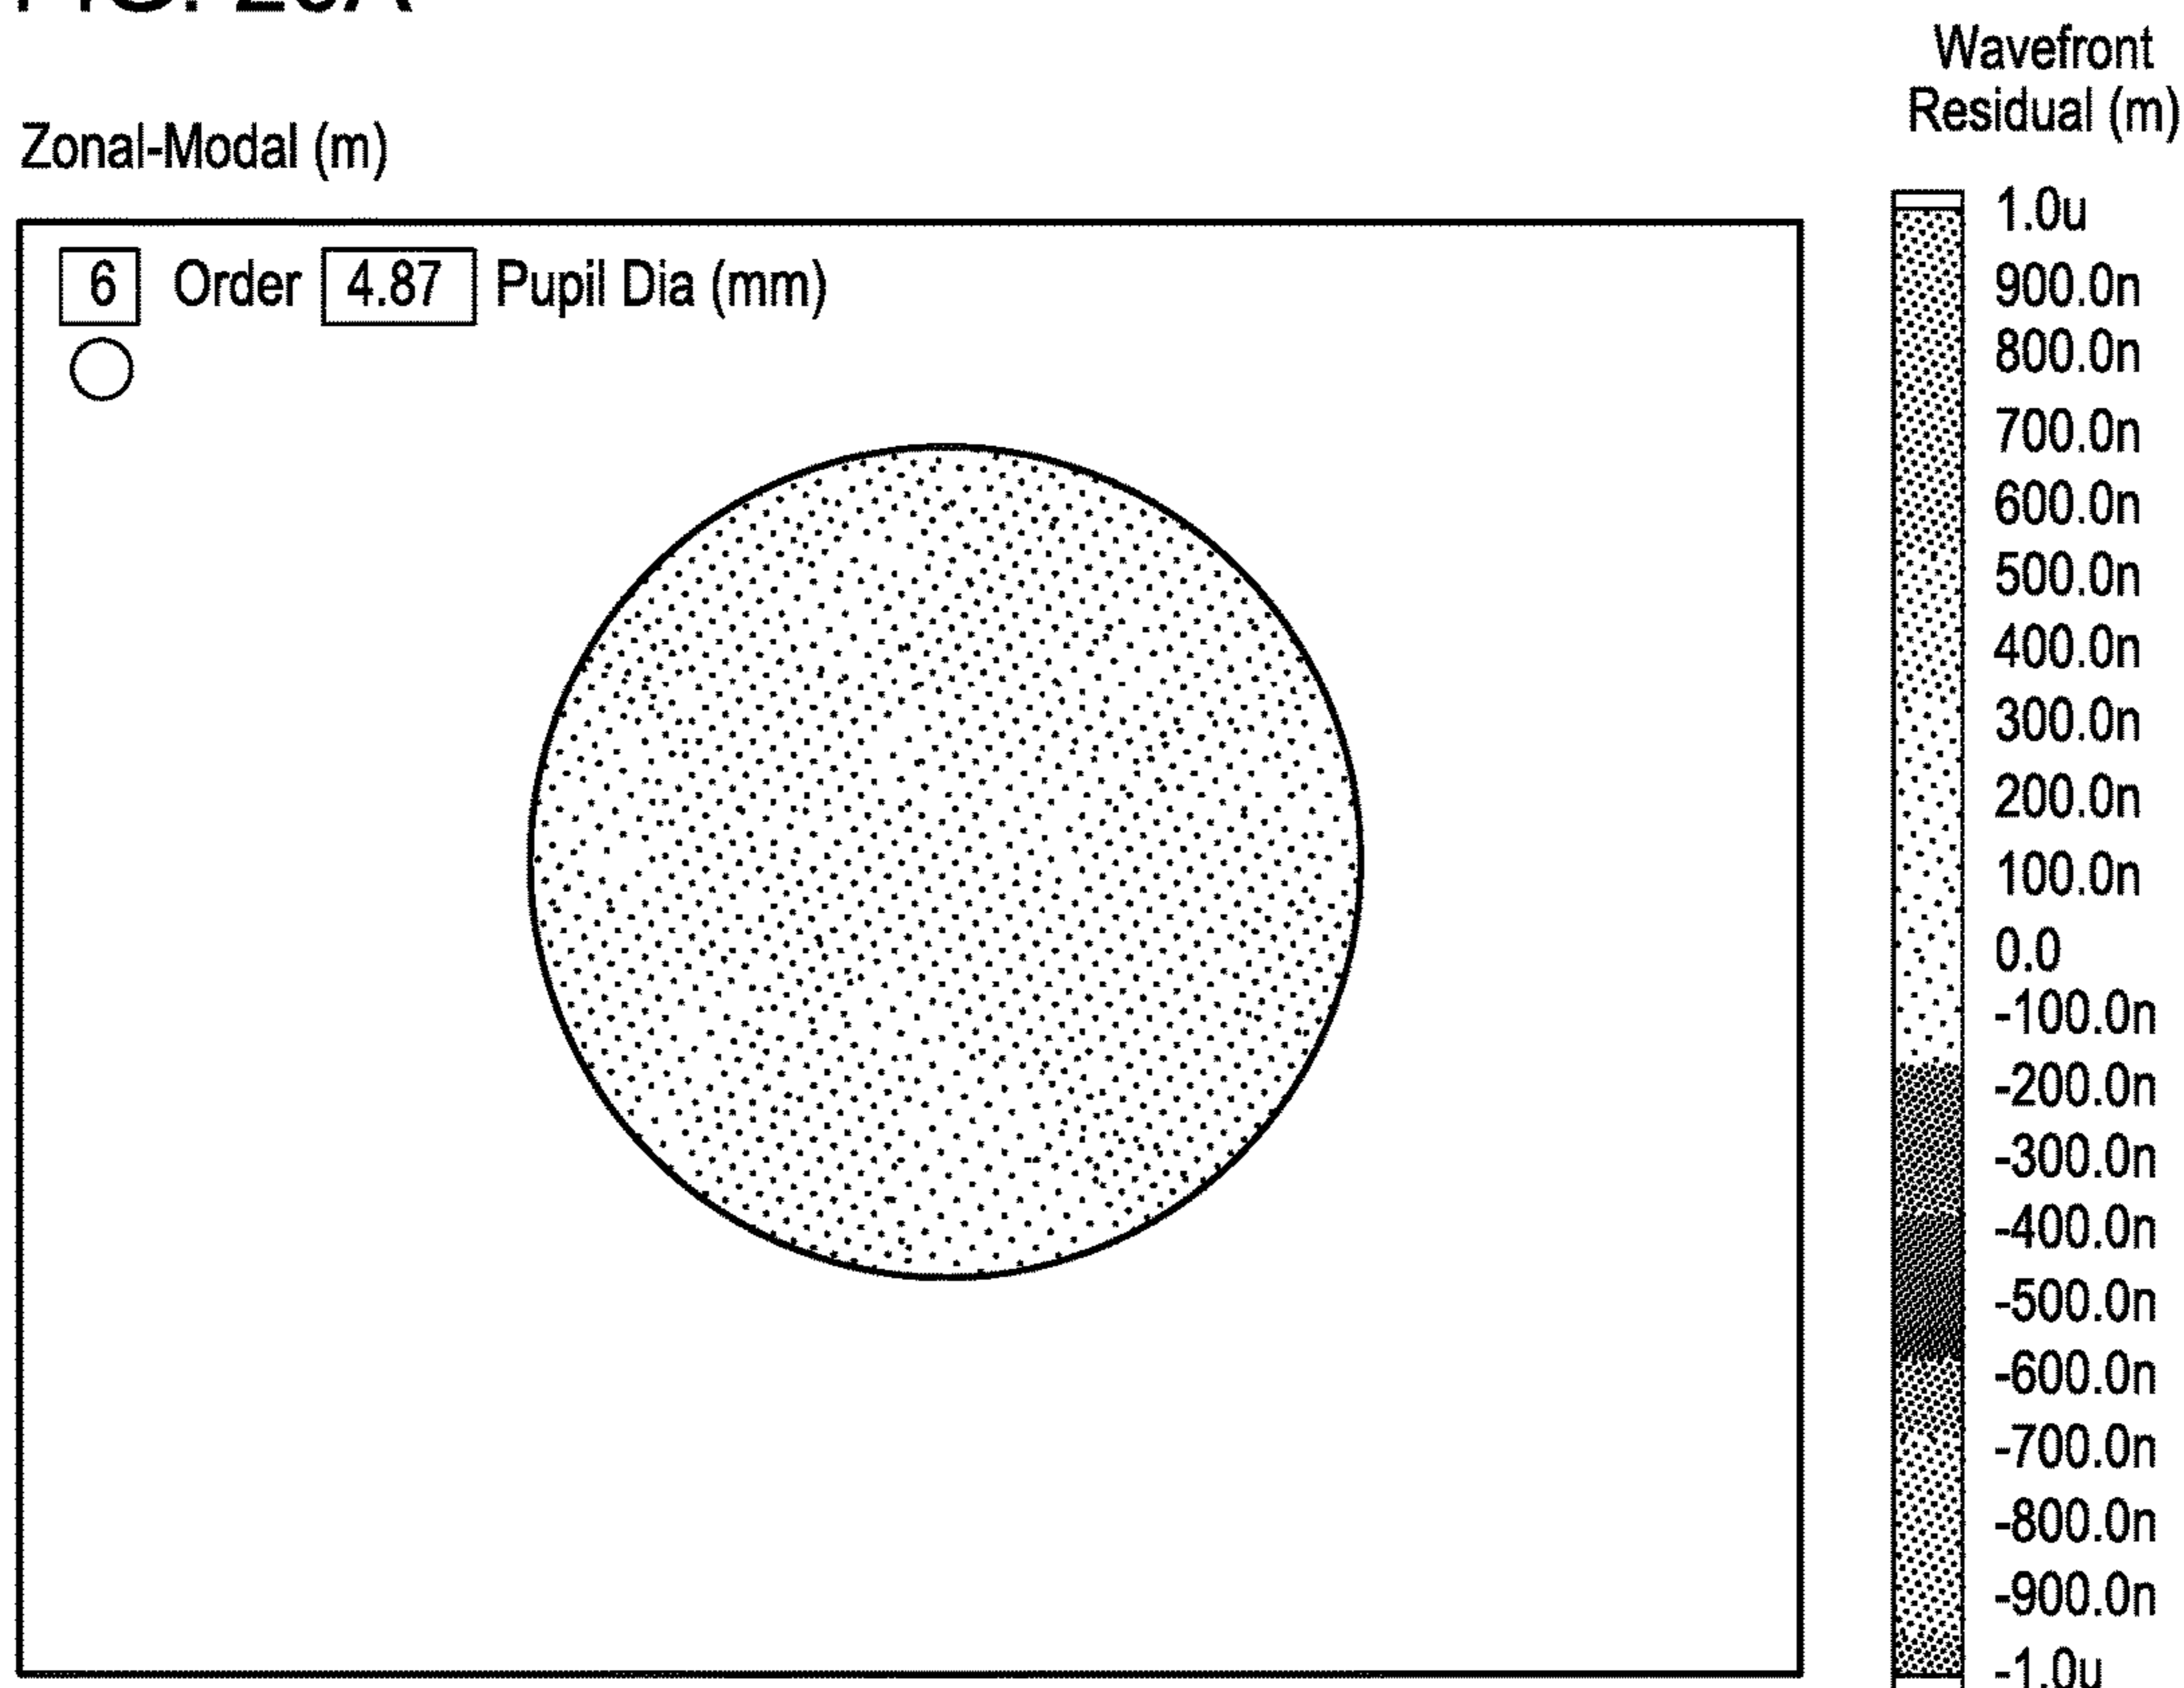 Wavefront
Residual (m)
Zonal-Modal (m)
6 Order 4.87 Pupil Dia (mm)
1.0u
900.0n
800.0n
700.0n
600.0n
500.0n
400.0n
300.0n
200.0n
100.0n
0.0
-100.0n
-200.0n
-300.0n
-400.0n
-500.0n
-600.0n
-700.0n
-800.0n
-900.0n
-1.0u